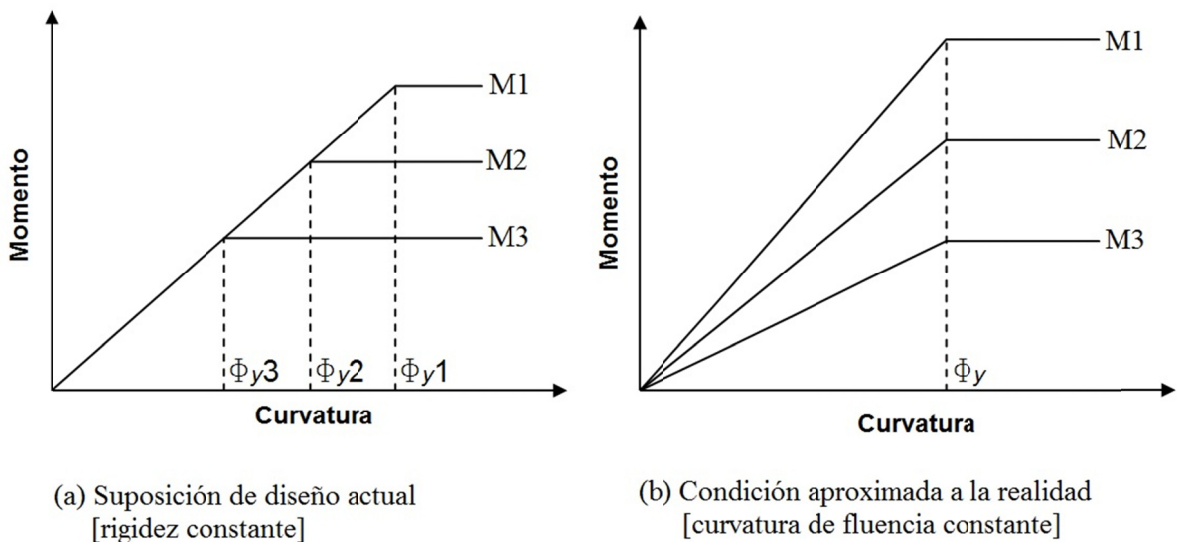 M1
M2
M3
Momento
Φy3
Φy2
Φy1
Curvatura
(a) Suposición de diseño actual
[rigidez constante]
M1
M2
M3
Momento
Φy
Curvatura
(b) Condición aproximada a la realidad
[curvatura de fluencia constante]